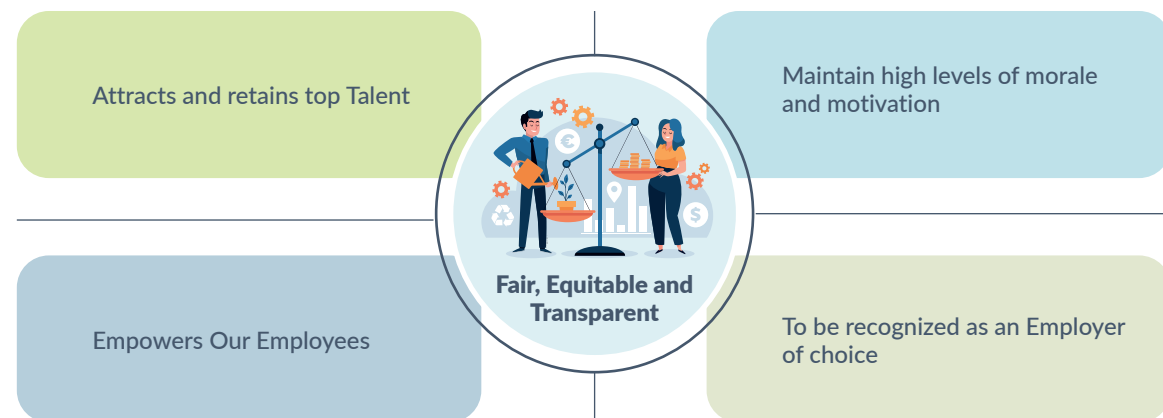 Attracts and retains top Talent
Maintain high levels of morale
and motivation
€
$
Fair, Equitable and
Transparent
Empowers Our Employees
To be recognized as an Employer
of choice